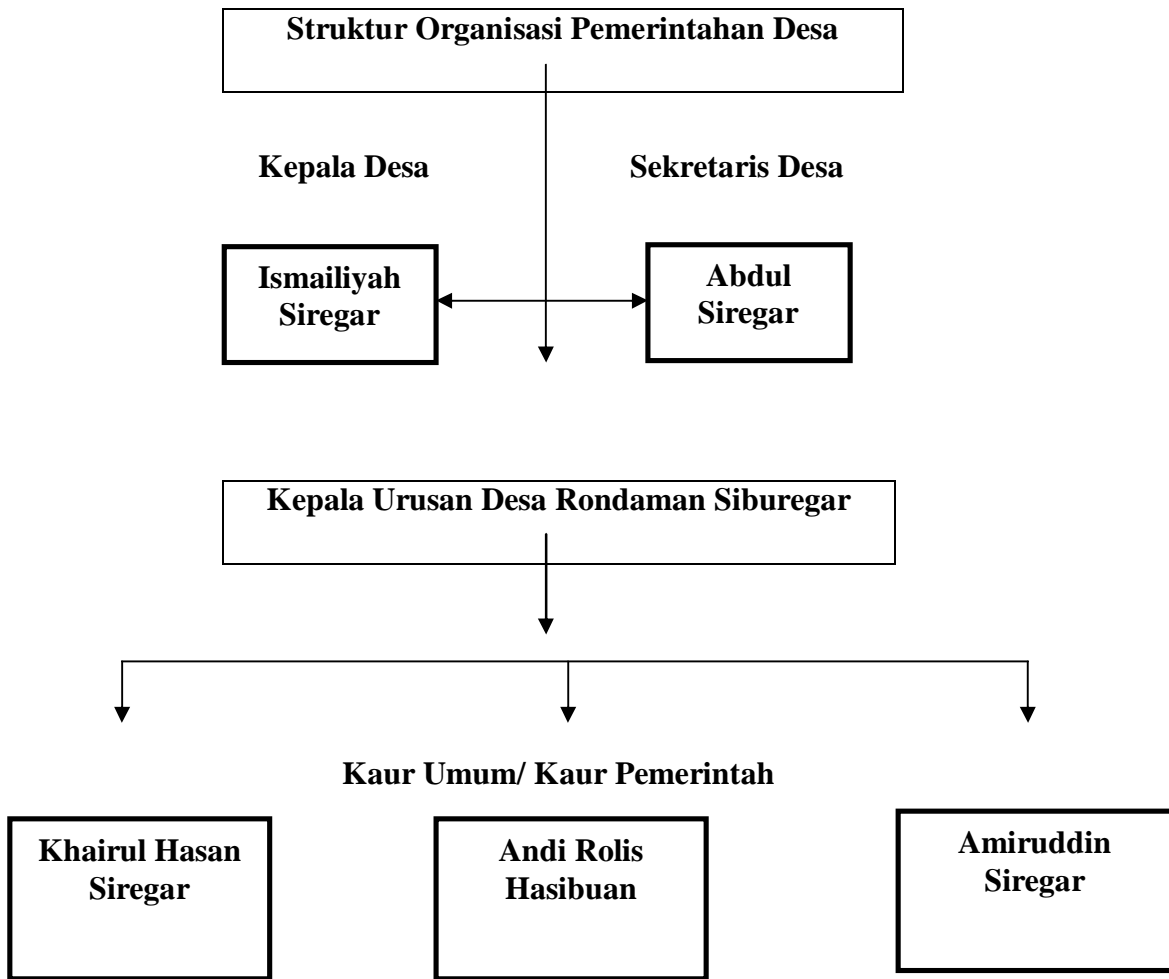 Struktur Organisasi Pemerintahan Desa
Kepala Desa
Sekretaris Desa
Ismailiyah
Siregar
Abdul
Siregar
Kepala Urusan Desa Rondaman Siburegar
Kaur Umum/ Kaur Pemerintah
Khairul Hasan
Siregar
Andi Rolis
Hasibuan
Amiruddin
Siregar